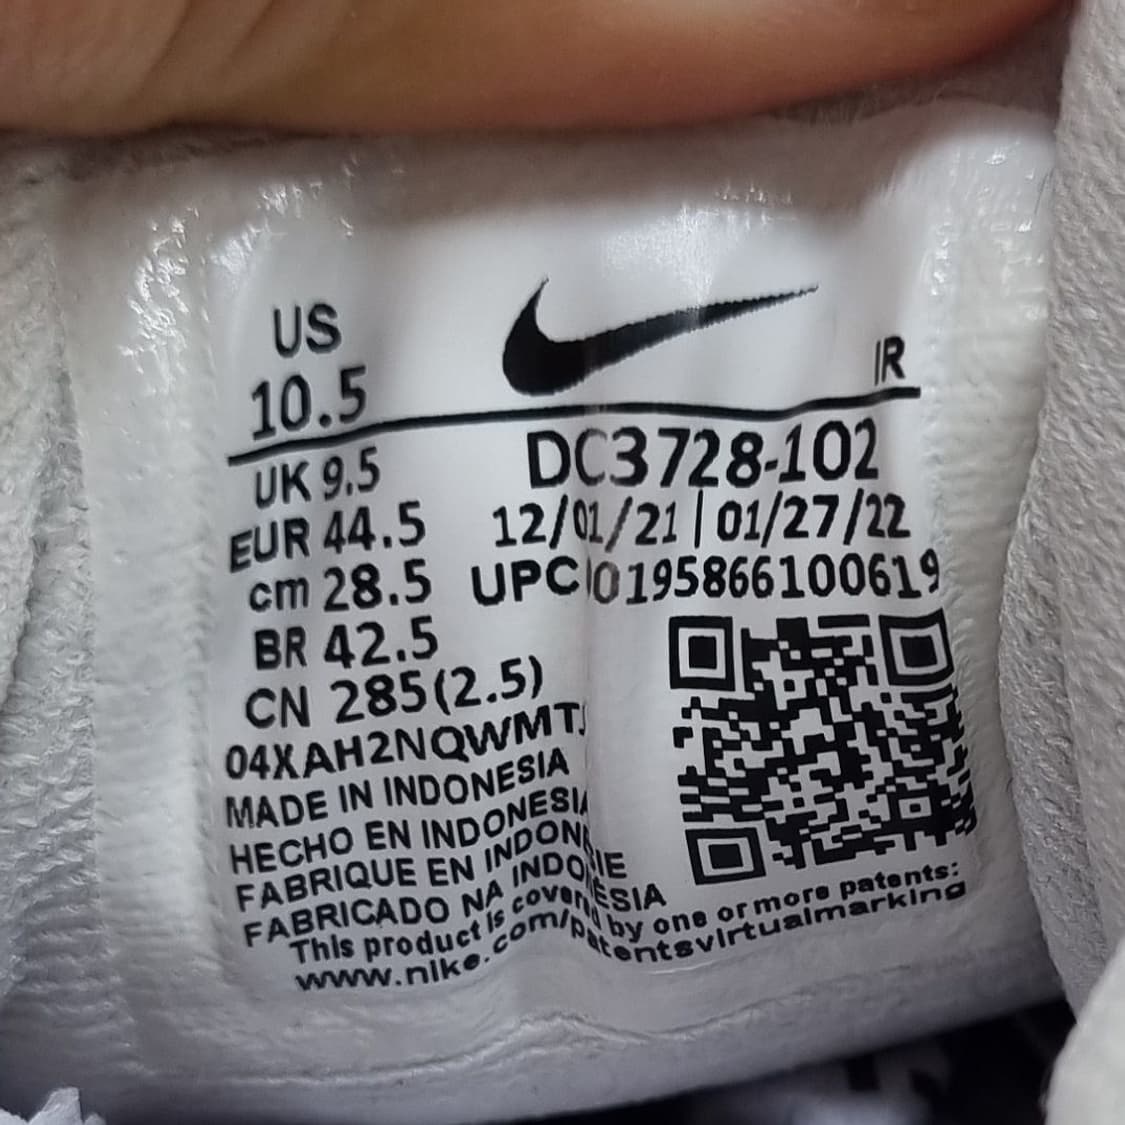 US
10.5
IR
UK 9.5
EUR 44.5
cm 28.5
BR 42.5
CN 285(2.5)
DC3728-102
12/01/21 | 01/27/22
UPC 0195866100619
MADE IN INDONESIA
HECHO EN INDONESIA
FABRIQUE EN INDONESIE
FABRICADO NA INDONESIA
This product is covered by one or more patents:
www.nike.com/patentsvirtualmarking